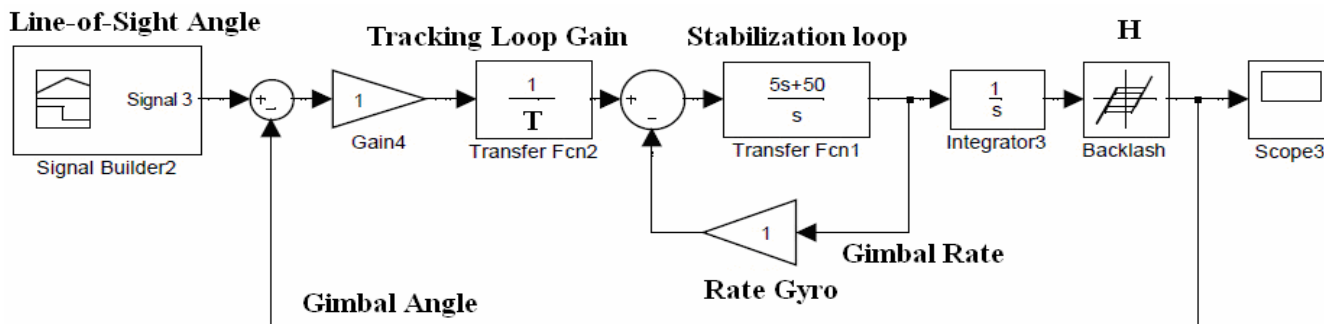 Line-of-Sight Angle
Tracking Loop Gain
Stabilization loop
H
Signal 3
Signal Builder2
+
-
1
Gain4
1
T
Transfer Fcn2
+
-
5s+50
s
Transfer Fcn1
1
s
Integrator3
Backlash
Scope3
1
Gimbal Rate
Rate Gyro
Gimbal Angle